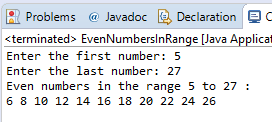 Problems @ Javadoc Declaration
<terminated> EvenNumbersInRange [Java Applicat
Enter the first number: 5
Enter the last number: 27
Even numbers in the range 5 to 27 :
6 8 10 12 14 16 18 20 22 24 26